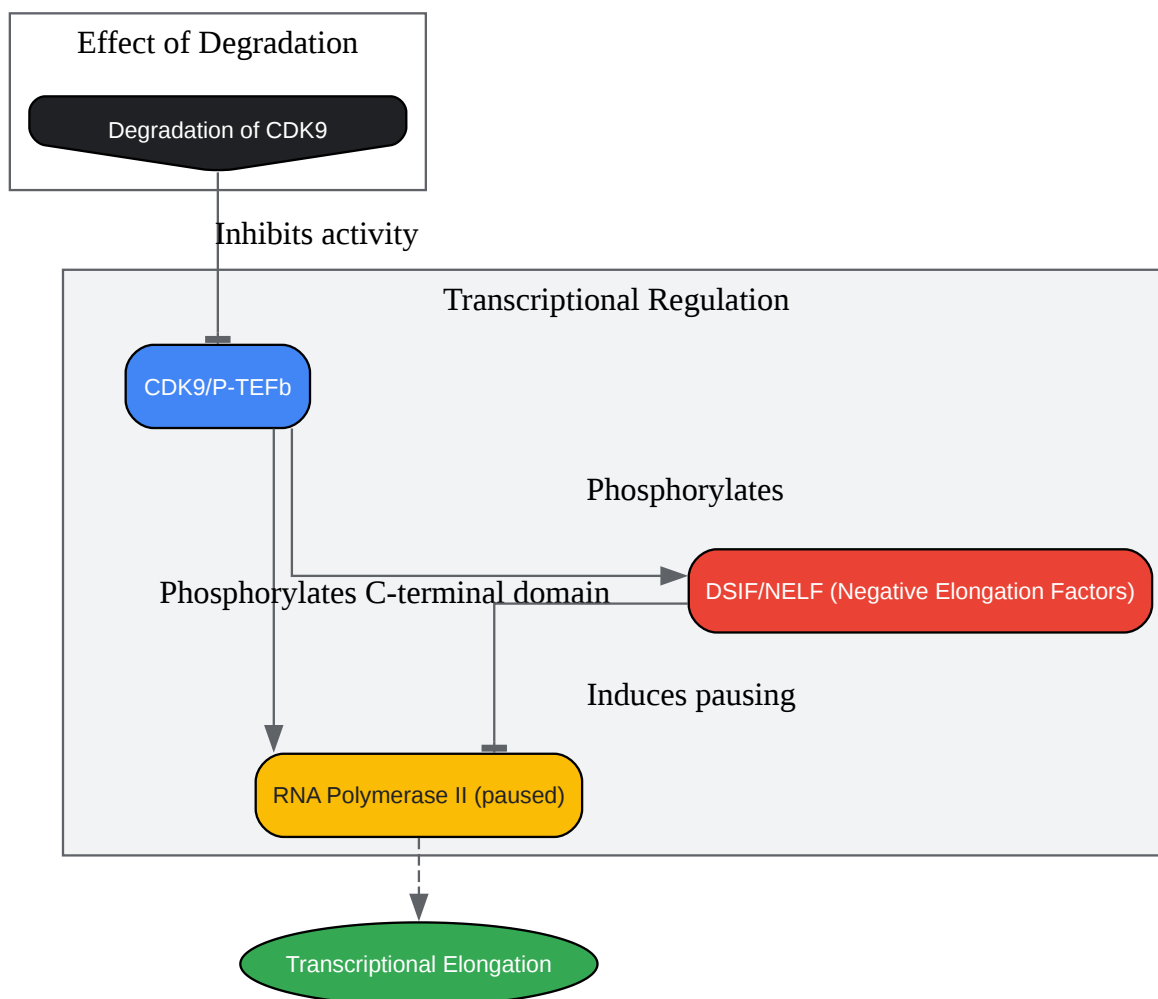 Effect of Degradation
Degradation of CDK9
Inhibits activity
Transcriptional Regulation
CDK9/P-TEFb
Phosphorylates
Phosphorylates C-terminal domain
DSIF/NELF (Negative Elongation Factors)
Induces pausing
RNA Polymerase II (paused)
Transcriptional Elongation